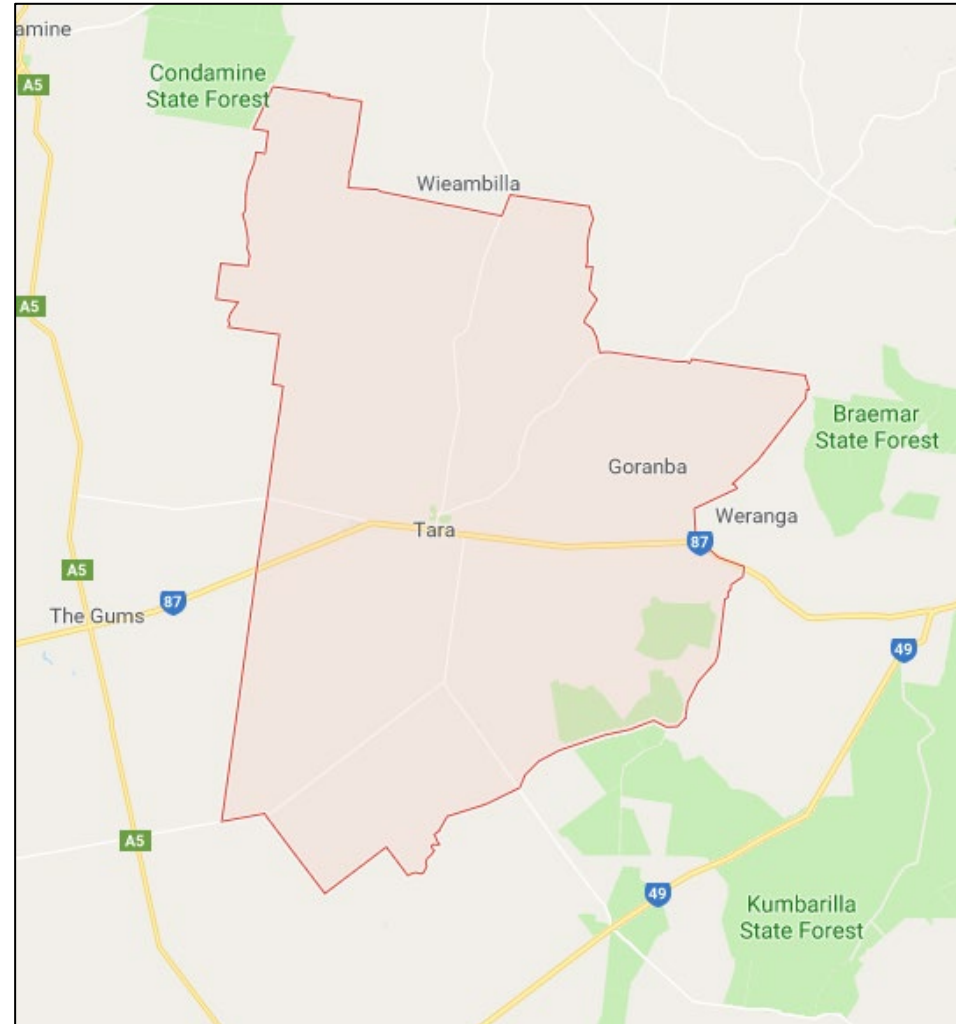 amine
A5
Condamine
State Forest
Wieambilla
A5
Braemar
State Forest
Goranba
Weranga
Tara
87
A5
87
The Gums
49
A5
49
Kumbarilla
State Forest